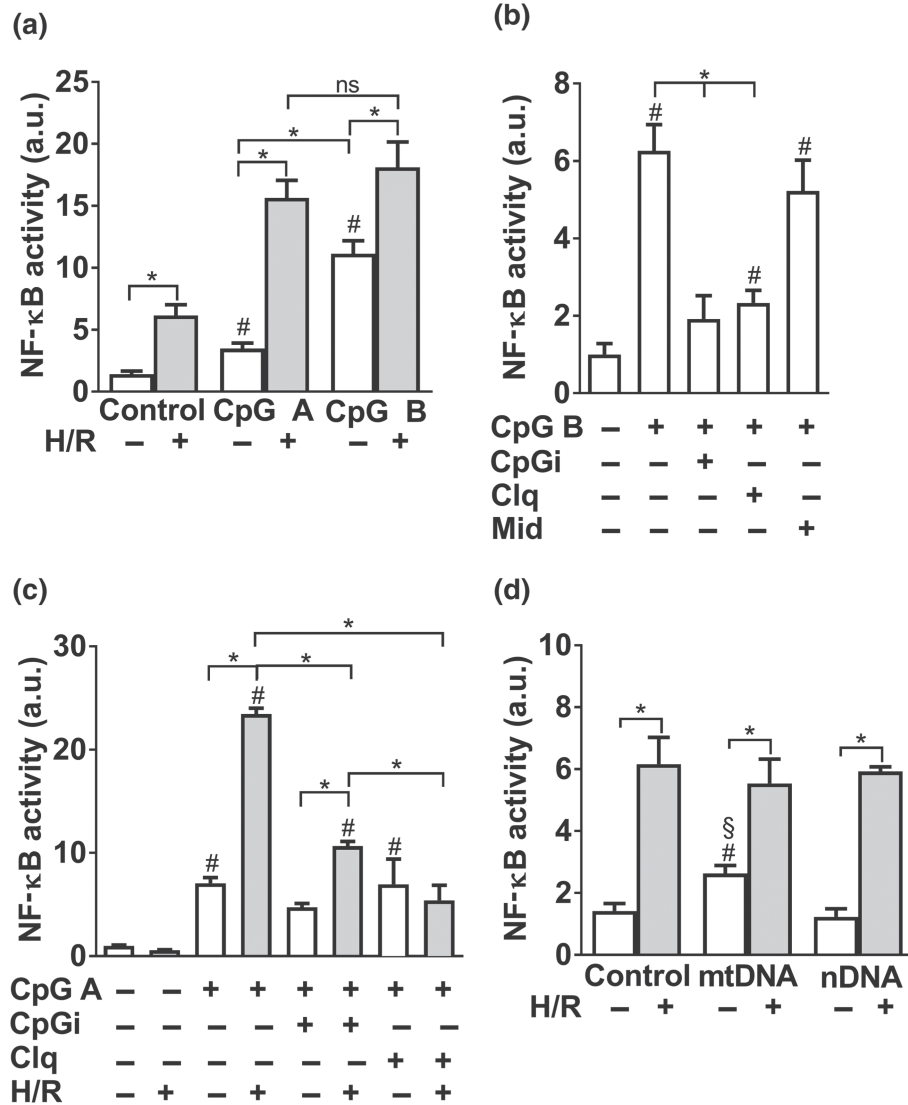 (a)
NF-κB activity (a.u.)
25
20
15
10
5
0
ns
*
*
*
*
#
#
Control CpG A CpG B
H/R − + − + − +
(b)
NF-κB activity (a.u.)
8
6
4
2
0
*
#
#
#
CpG B − + + + +
CpGi − − + − −
Clq − − − + −
Mid − − − − +
(c)
NF-κB activity (a.u.)
30
20
10
0
*
*
*
#
*
*
#
#
#
CpG A − − + + + + + +
CpGi − − − − + + − −
Clq − − − − − − + +
H/R − + − + − + − +
(d)
NF-κB activity (a.u.)
10
8
6
4
2
0
*
*
*
§
#
Control mtDNA nDNA
H/R − + − + − +